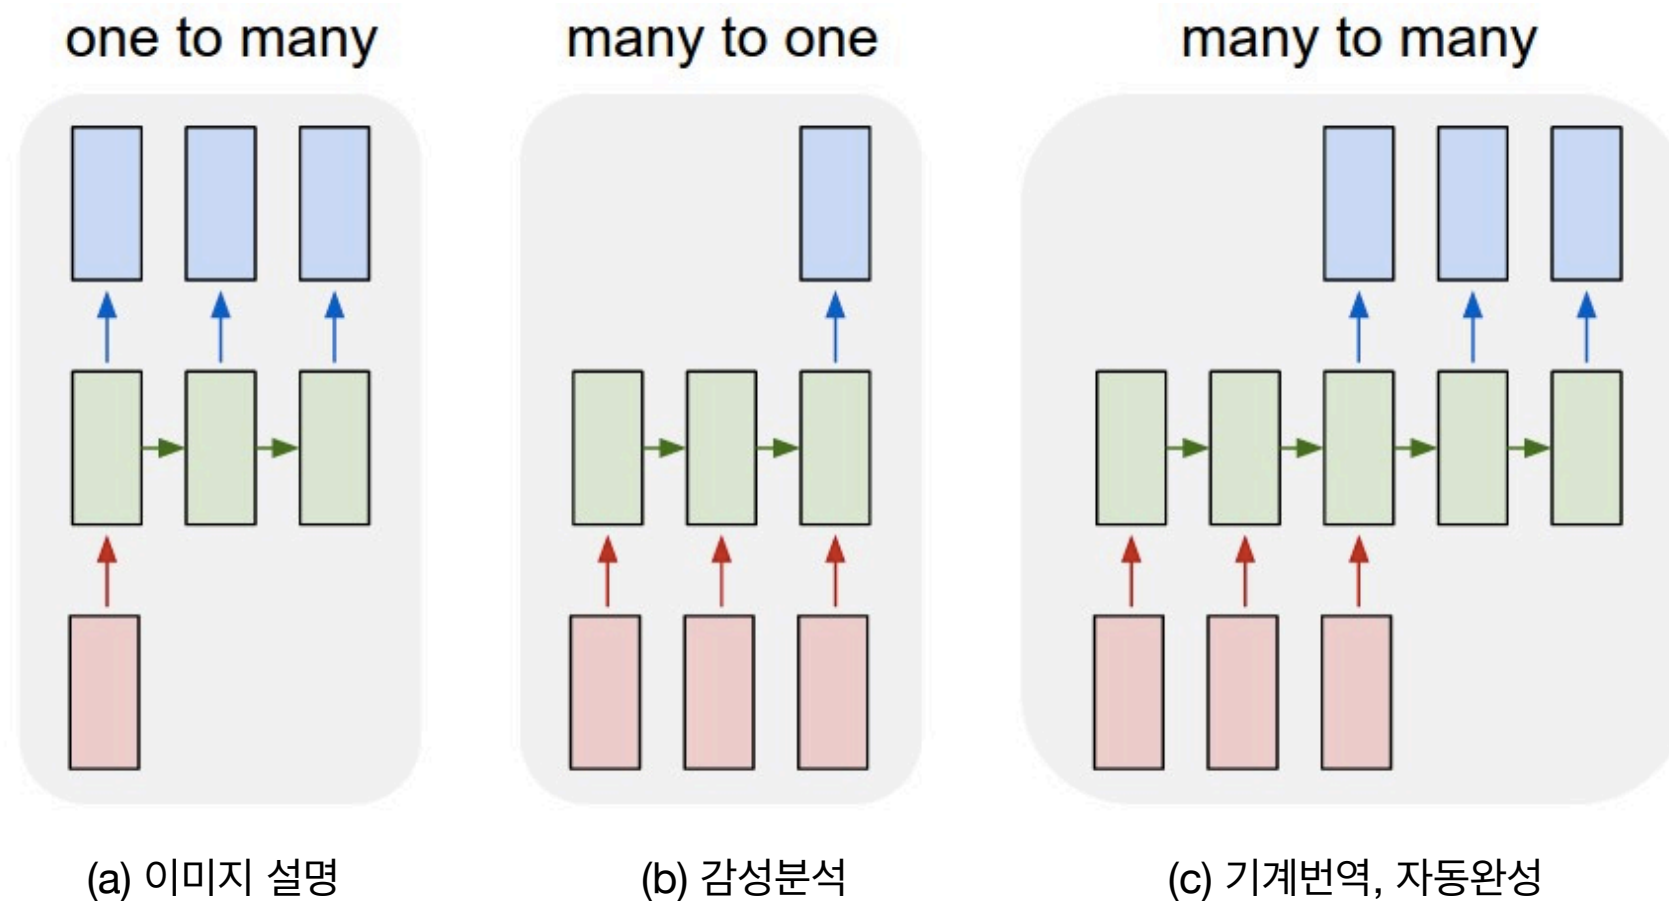 one to many
many to one
many to many
(a) 이미지 설명
(b) 감성분석
(c) 기계번역, 자동완성